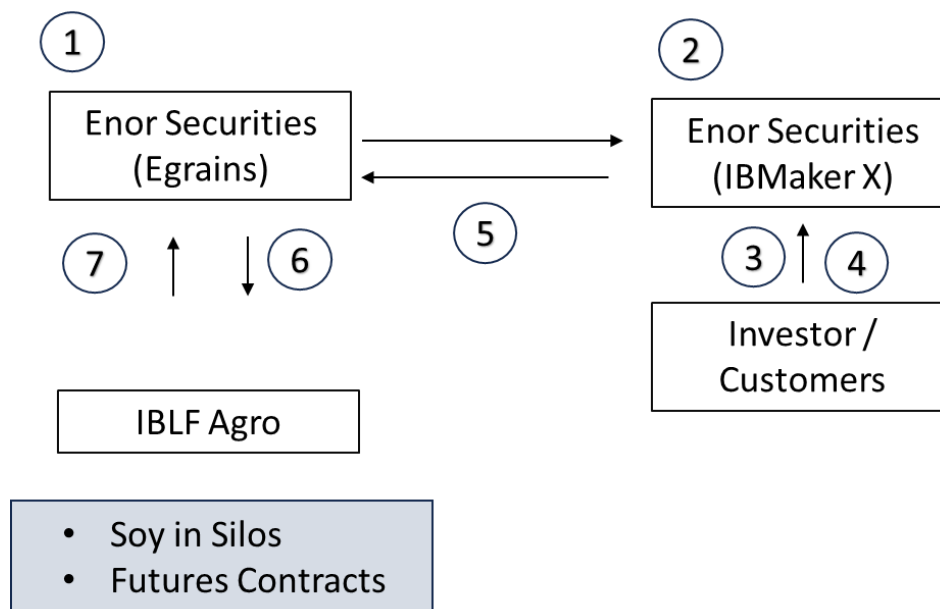 1
2
Enor Securities
(Egrains)
Enor Securities
(IBMaker X)
5
7
6
3
4
Investor /
Customers
IBLF Agro
• Soy in Silos
• Futures Contracts